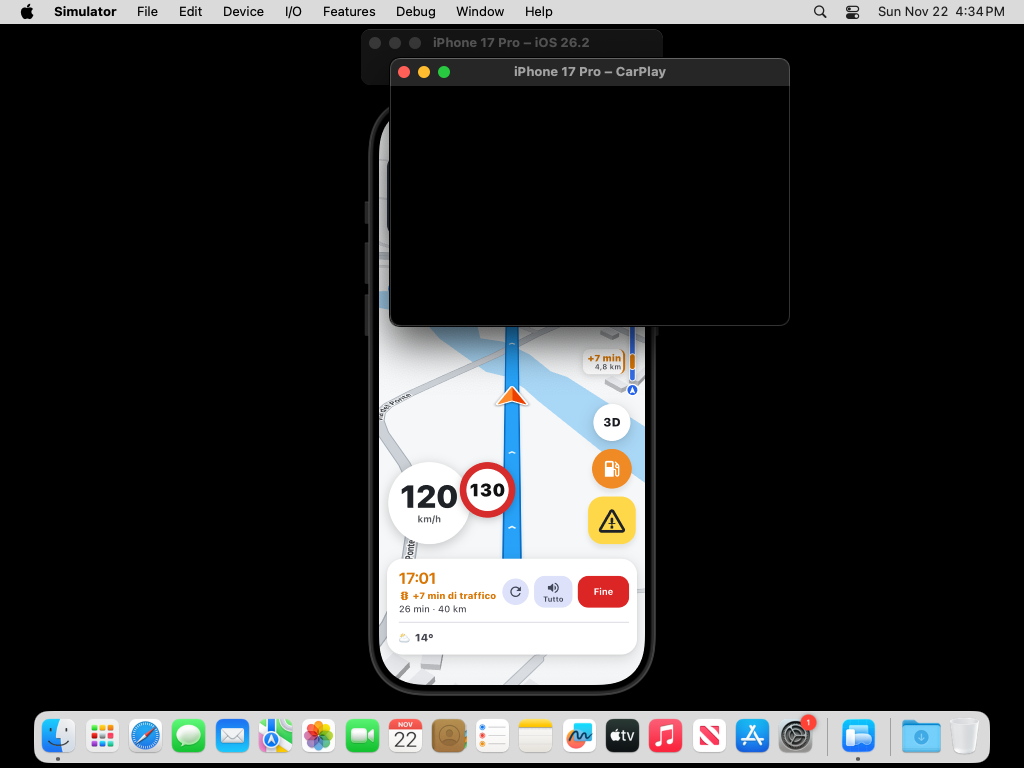 Simulator File Edit Device I/O Features Debug Window Help Sun Nov 22 4:34 PM
iPhone 17 Pro – iOS 26.2
iPhone 17 Pro – CarPlay
+7 min
4,8 km
3D
120
km/h
130
Ponte
17:01
+7 min di traffico
26 min · 40 km
Tutto
Fine
14°
NOV
22
tv
1